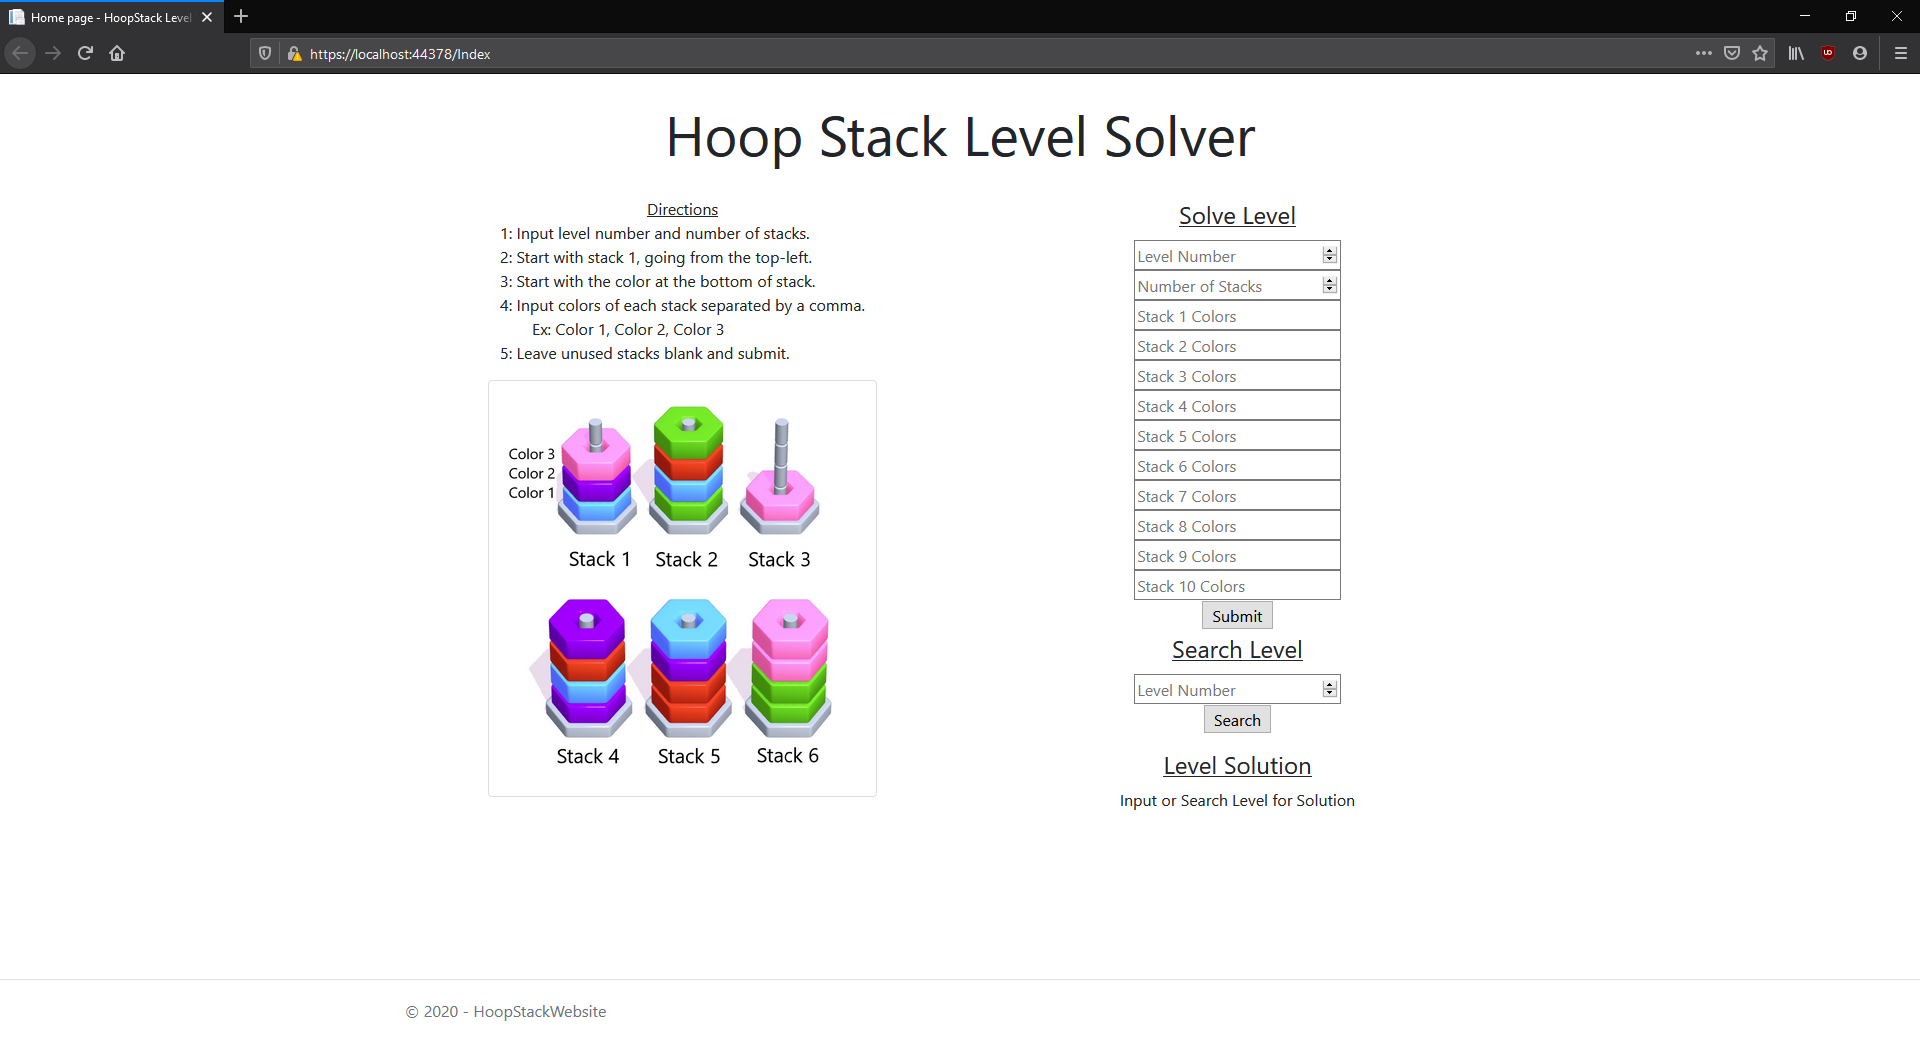 Home page - HoopStack Level
https://localhost:44378/Index
Hoop Stack Level Solver
Directions
1: Input level number and number of stacks.
2: Start with stack 1, going from the top-left.
3: Start with the color at the bottom of stack.
4: Input colors of each stack separated by a comma.
Ex: Color 1, Color 2, Color 3
5: Leave unused stacks blank and submit.
Color 3
Color 2
Color 1
Stack 1 Stack 2 Stack 3
Stack 4 Stack 5 Stack 6
Solve Level
Level Number
Number of Stacks
Stack 1 Colors
Stack 2 Colors
Stack 3 Colors
Stack 4 Colors
Stack 5 Colors
Stack 6 Colors
Stack 7 Colors
Stack 8 Colors
Stack 9 Colors
Stack 10 Colors
Submit
Search Level
Level Number
Search
Level Solution
Input or Search Level for Solution
© 2020 - HoopStackWebsite